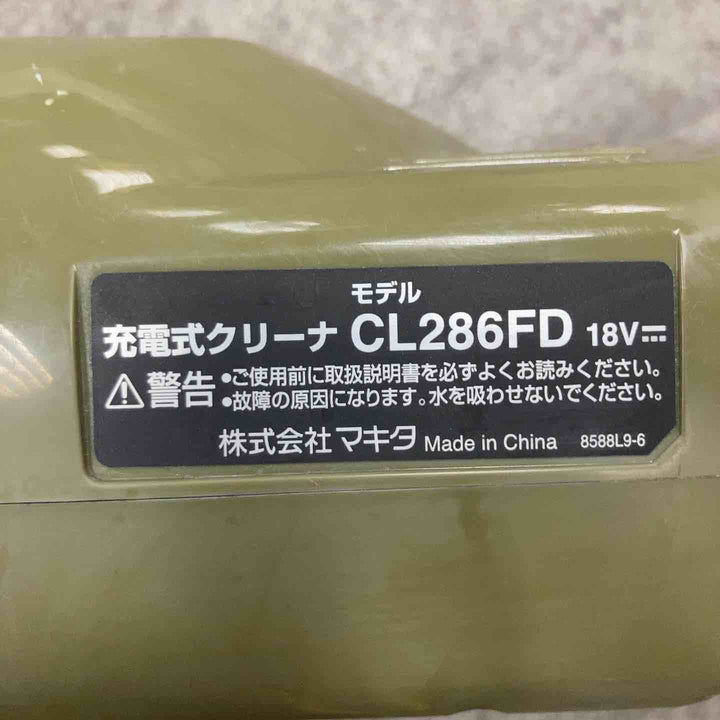 モデル
充電式クリーナ CL286FD 18V⎓
⚠警告 •ご使用前に取扱説明書を必ずよくお読みください。
•故障の原因になります。水を吸わせないでください。
株式会社 マキタ Made in China 8588L9-6